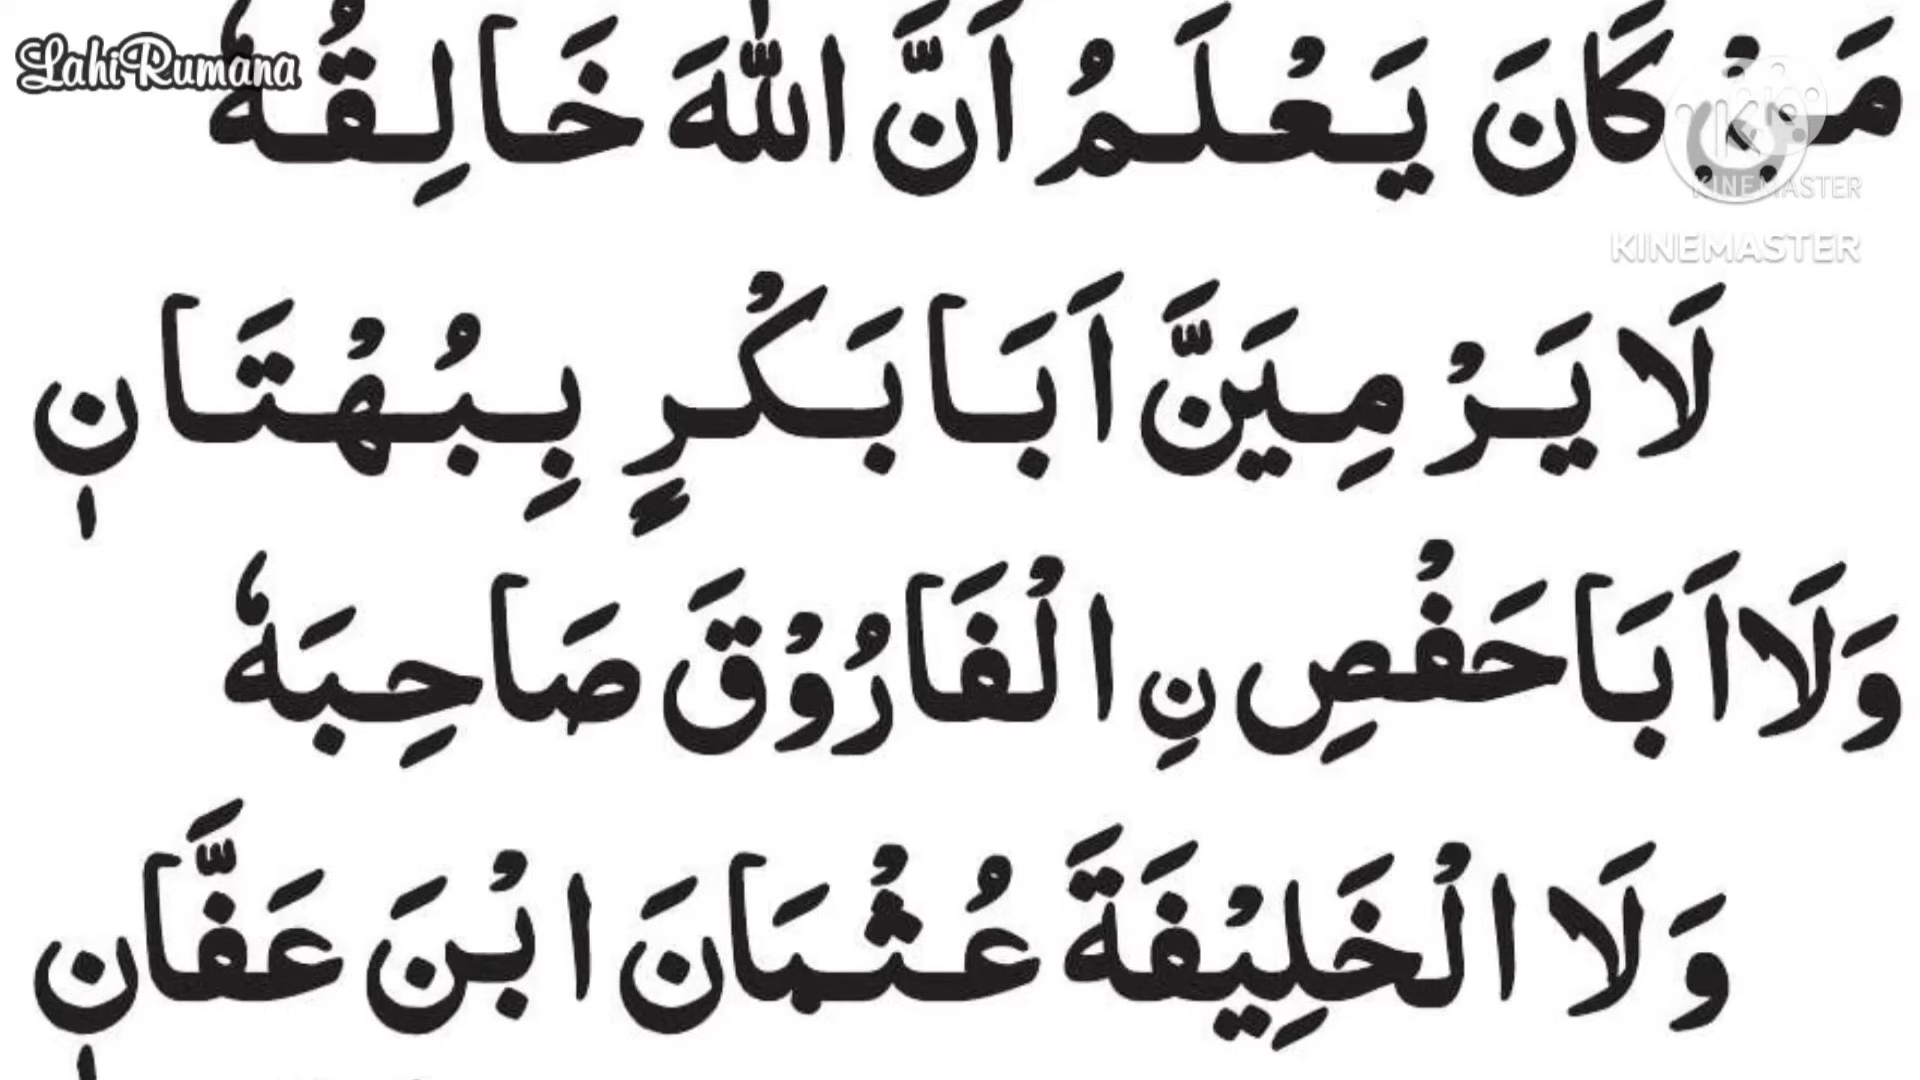 LahiRumana
مَنْ كَانَ يَعْلَمُ اَنَّ اللّٰهَ خَالِقُهٗ
KINEMASTER
KINEMASTER
لَا يَرْمِيَنَّ اَبَا بَكْرٍ بِبُهْتَانٖ
وَلَا اَبَا حَفْصِ نِ الْفَارُوْقَ صَاحِبَهٗ
وَلَا الْخَلِيْفَةَ عُثْمَانَ ابْنَ عَفَّانٖ